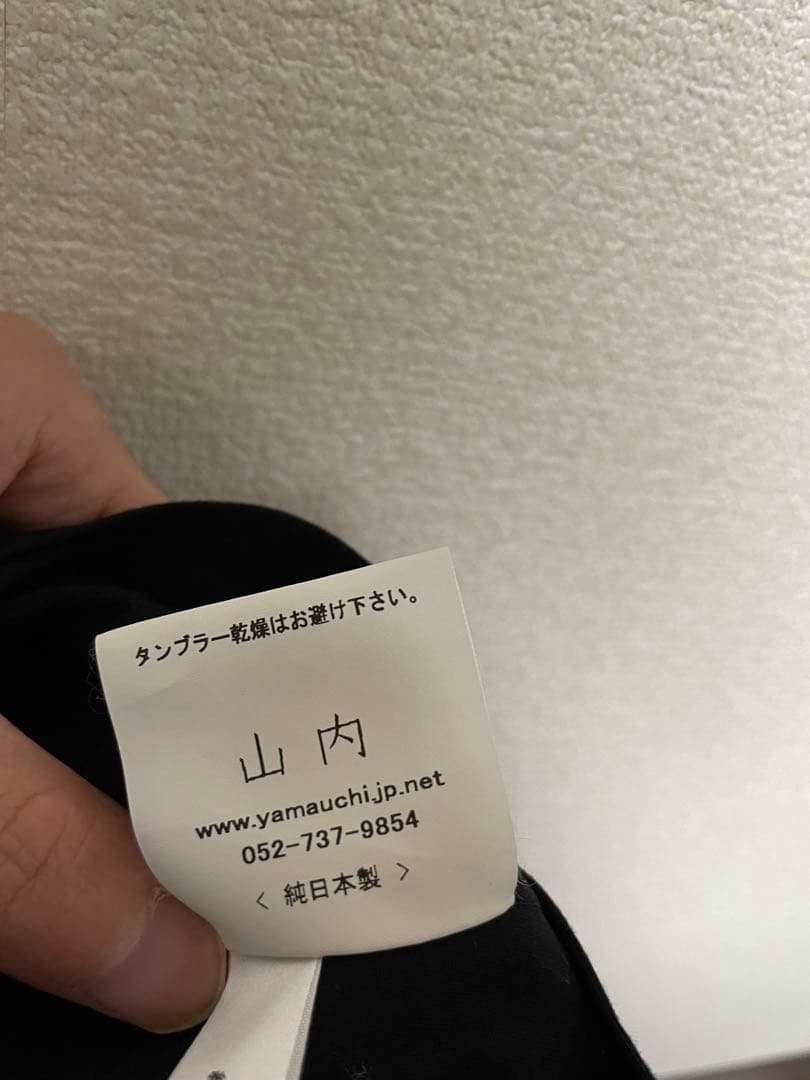 タンブラー乾燥はお避け下さい。
山内
www.yamauchi.jp.net
052-737-9854
〈 純日本製 〉